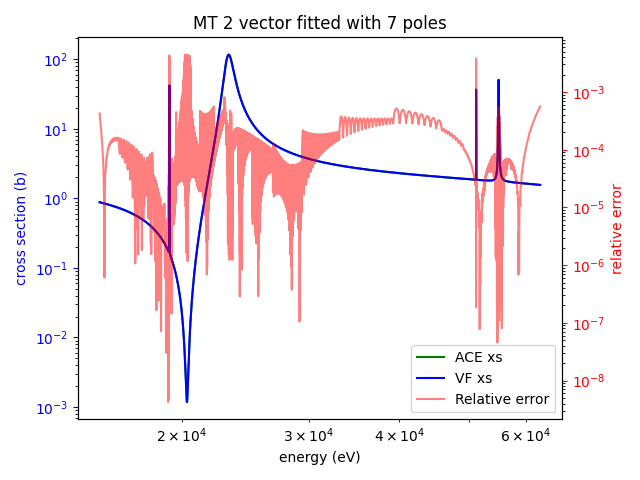 MT 2 vector fitted with 7 poles
10²
10¹
10⁰
10⁻¹
10⁻²
10⁻³
cross section (b)
10⁻³
10⁻⁴
10⁻⁵
10⁻⁶
10⁻⁷
10⁻⁸
relative error
ACE xs
VF xs
Relative error
2 × 10⁴
3 × 10⁴
4 × 10⁴
6 × 10⁴
energy (eV)